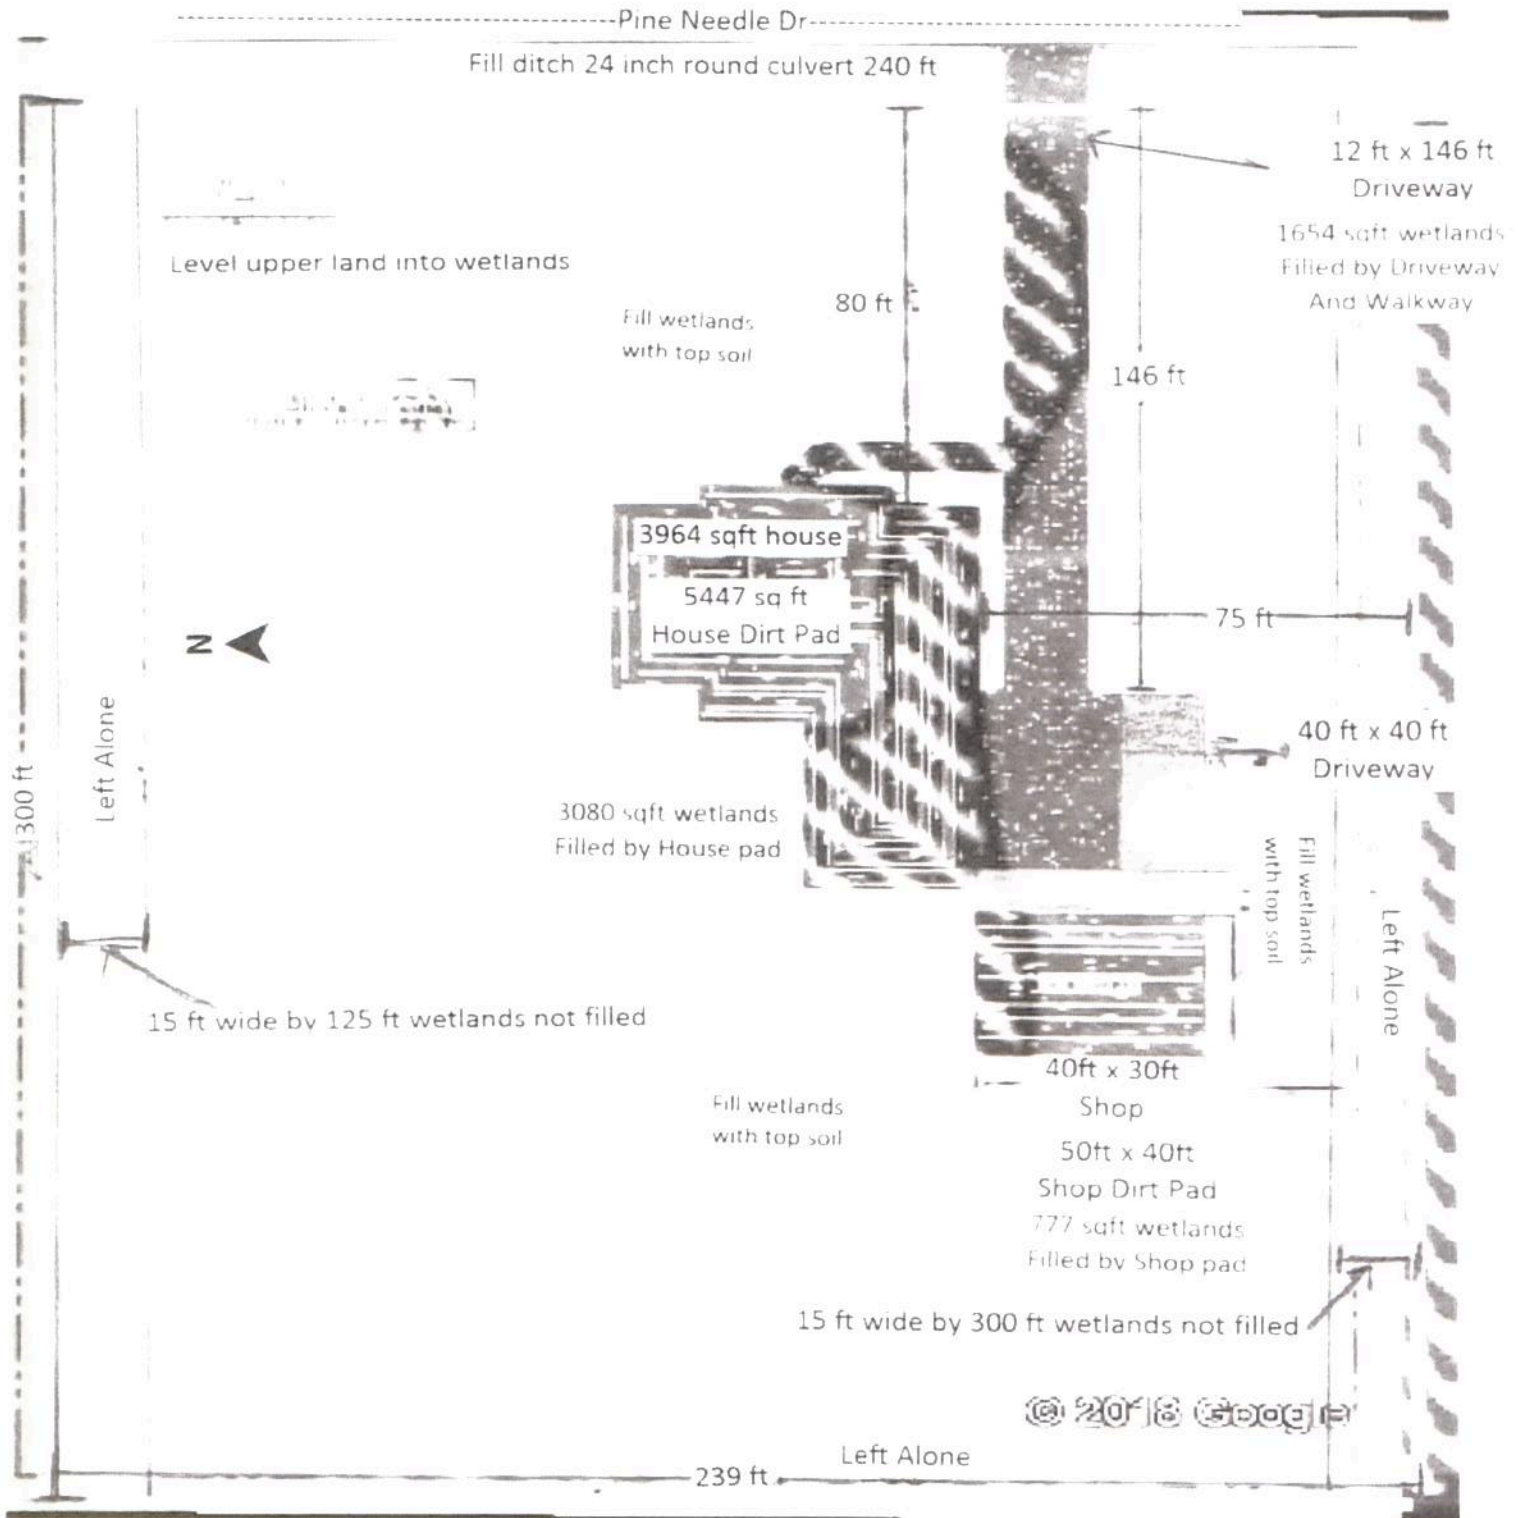 Pine Needle Dr
Fill ditch 24 inch round culvert 240 ft
12 ft x 146 ft
Driveway
1654 sqft wetlands
Filled by Driveway
And Walkway
Level upper land into wetlands
Fill wetlands
with top soil
80 ft
146 ft
3964 sqft house
5447 sq ft
House Dirt Pad
N
75 ft
Left Alone
300 ft
40 ft x 40 ft
Driveway
3080 sqft wetlands
Filled by House pad
Fill wetlands
with top soil
Left Alone
15 ft wide by 125 ft wetlands not filled
40ft x 30ft
Shop
Fill wetlands
with top soil
50ft x 40ft
Shop Dirt Pad
777 sqft wetlands
Filled by Shop pad
15 ft wide by 300 ft wetlands not filled
© 2018 Google
Left Alone
239 ft